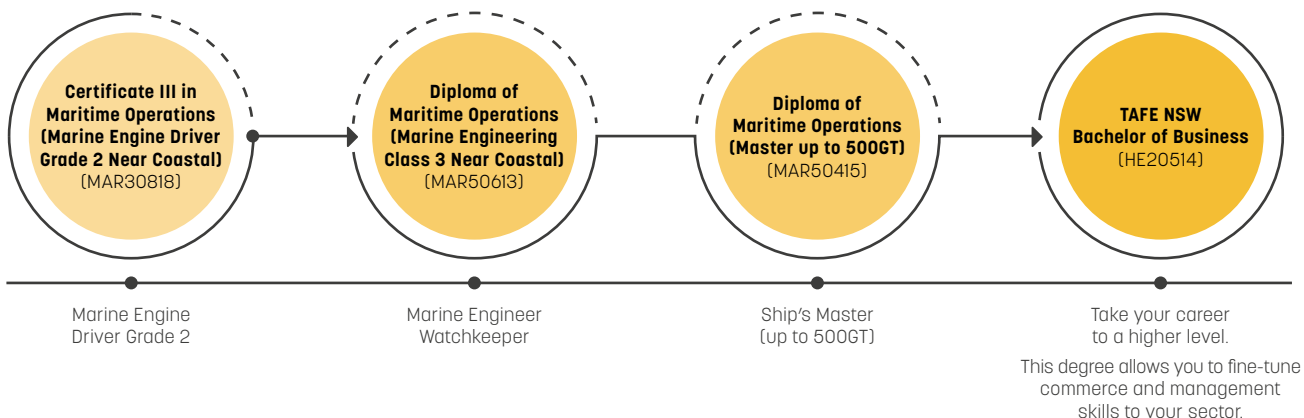 Certificate III in
Maritime Operations
(Marine Engine Driver
Grade 2 Near Coastal)
(MAR30818)
Diploma of
Maritime Operations
(Marine Engineering
Class 3 Near Coastal)
(MAR50613)
Diploma of
Maritime Operations
(Master up to 500GT)
(MAR50415)
TAFE NSW
Bachelor of Business
(HE20514)
Marine Engine
Driver Grade 2
Marine Engineer
Watchkeeper
Ship's Master
(up to 500GT)
Take your career
to a higher level.
This degree allows you to fine-tune
commerce and management
skills to your sector.